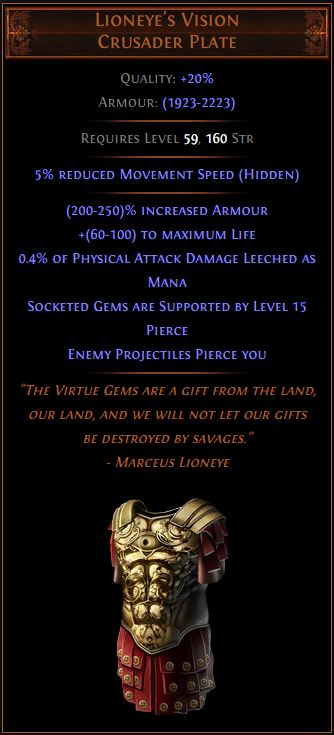 Lioneye's Vision
Crusader Plate
Quality: +20%
Armour: (1923-2223)
Requires Level 59, 160 Str
5% reduced Movement Speed (Hidden)
(200-250)% increased Armour
+(60-100) to maximum Life
0.4% of Physical Attack Damage Leeched as
Mana
Socketed Gems are Supported by Level 15
Pierce
Enemy Projectiles Pierce you
"The Virtue Gems are a gift from the land,
our land, and we will not let our gifts
be destroyed by savages."
- Marceus Lioneye